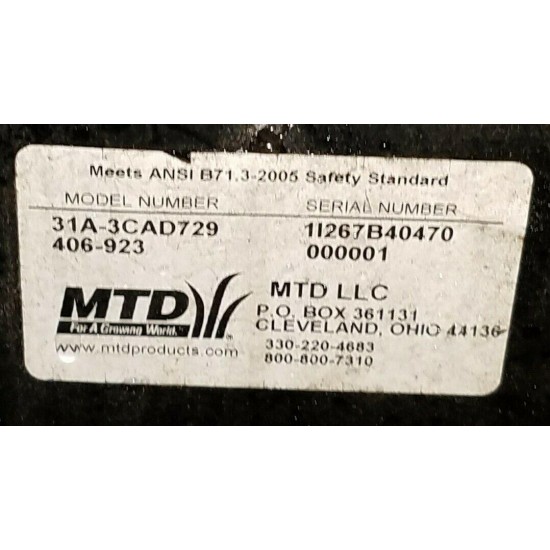 Meets ANSI B71.3-2005 Safety Standard
MODEL NUMBER SERIAL NUMBER
31A-3CAD729 1I267B40470
406-923 000001
MTD
For A Growing World.
www.mtdproducts.com
MTD LLC
P.O. BOX 361131
CLEVELAND, OHIO 44136
330-220-4683
800-800-7310